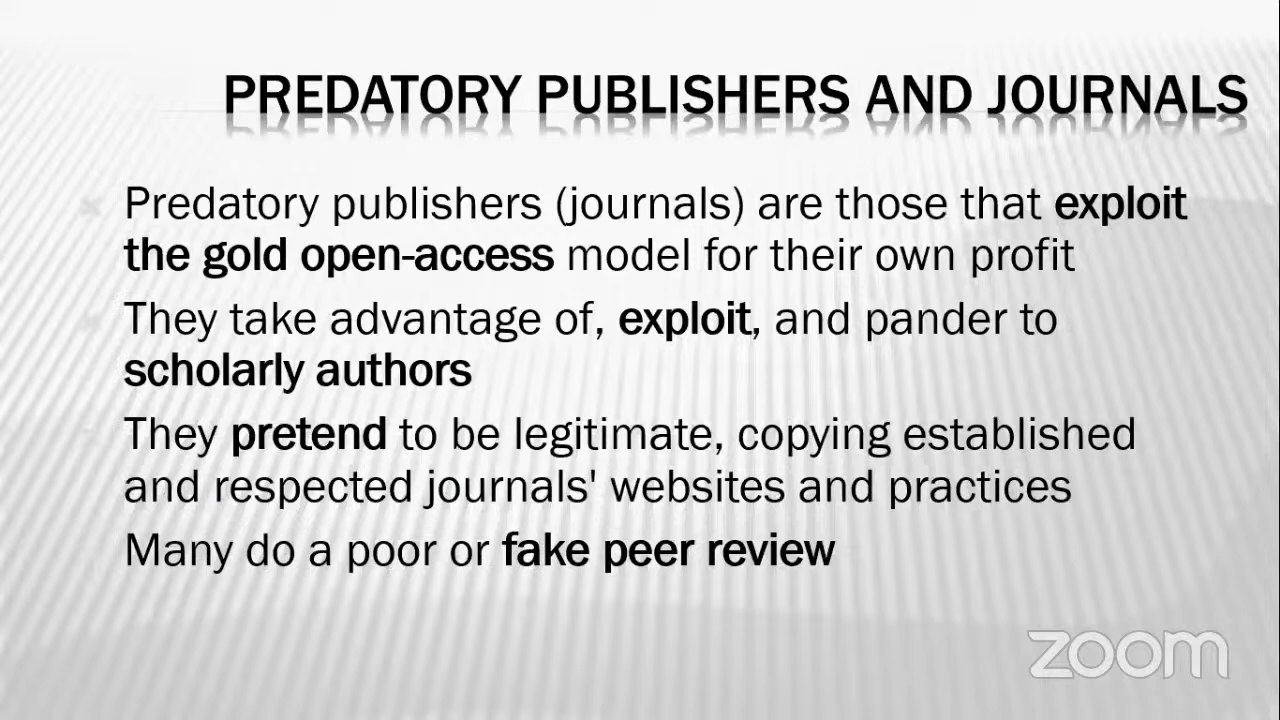 PREDATORY PUBLISHERS AND JOURNALS
Predatory publishers (journals) are those that exploit
the gold open-access model for their own profit
They take advantage of, exploit, and pander to
scholarly authors
They pretend to be legitimate, copying established
and respected journals' websites and practices
Many do a poor or fake peer review
zoom